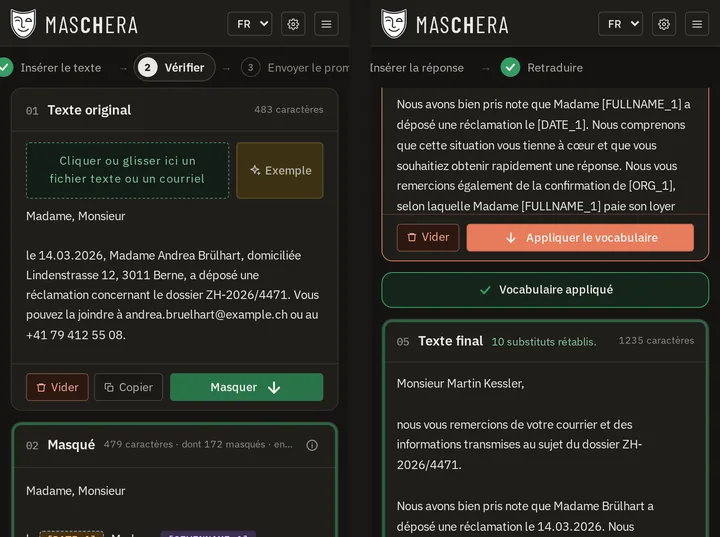 MASCHERA
FR
Insérer le texte
→
2 Vérifier
→
3 Envoyer le prom
01 Texte original
483 caractères
Cliquer ou glisser ici un
fichier texte ou un courriel
Exemple
Madame, Monsieur
le 14.03.2026, Madame Andrea Brülhart, domiciliée
Lindenstrasse 12, 3011 Berne, a déposé une
réclamation concernant le dossier ZH-2026/4471. Vous
pouvez la joindre à andrea.bruelhart@example.ch ou au
+41 79 412 55 08.
Vider
Copier
Masquer
02 Masqué
479 caractères · dont 172 masqués · en...
Madame, Monsieur
MASCHERA
FR
Insérer la réponse
→
Retraduire
Nous avons bien pris note que Madame [FULLNAME_1] a
déposé une réclamation le [DATE_1]. Nous comprenons
que cette situation vous tienne à cœur et que vous
souhaitiez obtenir rapidement une réponse. Nous vous
remercions également de la confirmation de [ORG_1],
selon laquelle Madame [FULLNAME_1] paie son loyer
Vider
Appliquer le vocabulaire
Vocabulaire appliqué
05 Texte final
10 substituts rétablis.
1235 caractères
Monsieur Martin Kessler,
nous vous remercions de votre courrier et des
informations transmises au sujet du dossier ZH-
2026/4471.
Nous avons bien pris note que Madame Brülhart a
déposé une réclamation le 14.03.2026. Nous